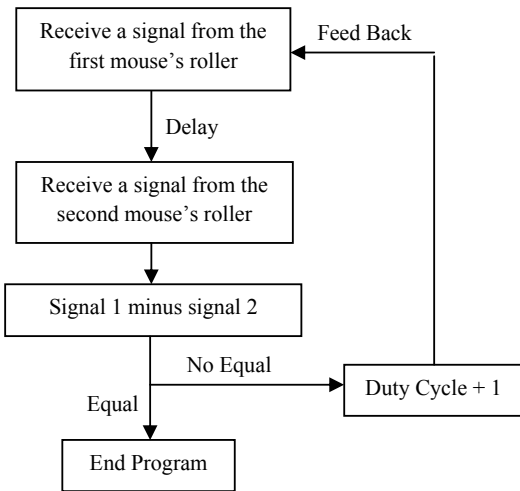 Receive a signal from the
first mouse's roller
Feed Back
Delay
Receive a signal from the
second mouse's roller
Signal 1 minus signal 2
No Equal
Duty Cycle + 1
Equal
End Program